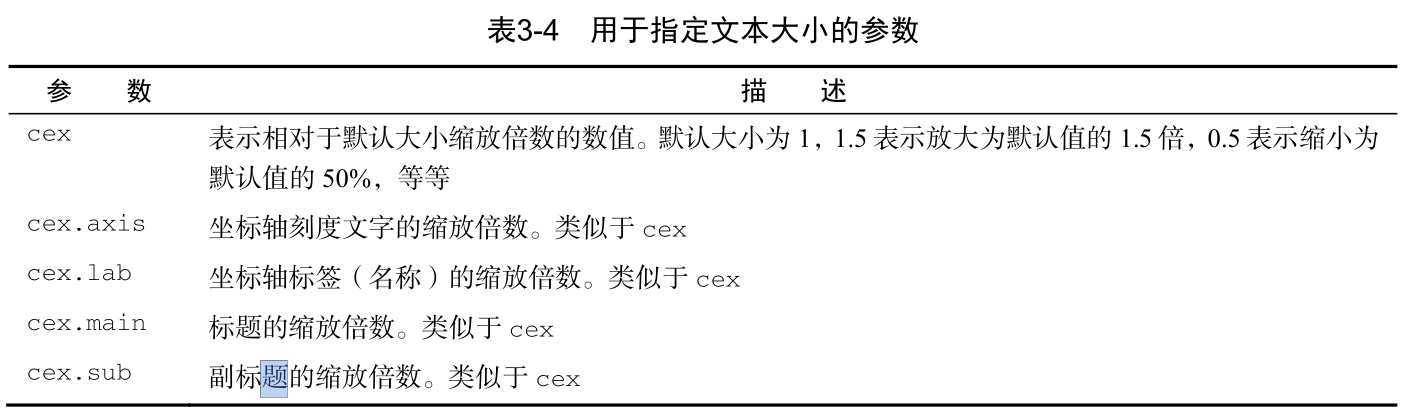 表3-4 用于指定文本大小的参数
参 数 描 述
cex 表示相对于默认大小缩放倍数的数值。默认大小为 1，1.5 表示放大为默认值的 1.5 倍，0.5 表示缩小为
默认值的 50%，等等
cex.axis 坐标轴刻度文字的缩放倍数。类似于 cex
cex.lab 坐标轴标签（名称）的缩放倍数。类似于 cex
cex.main 标题的缩放倍数。类似于 cex
cex.sub 副标题的缩放倍数。类似于 cex